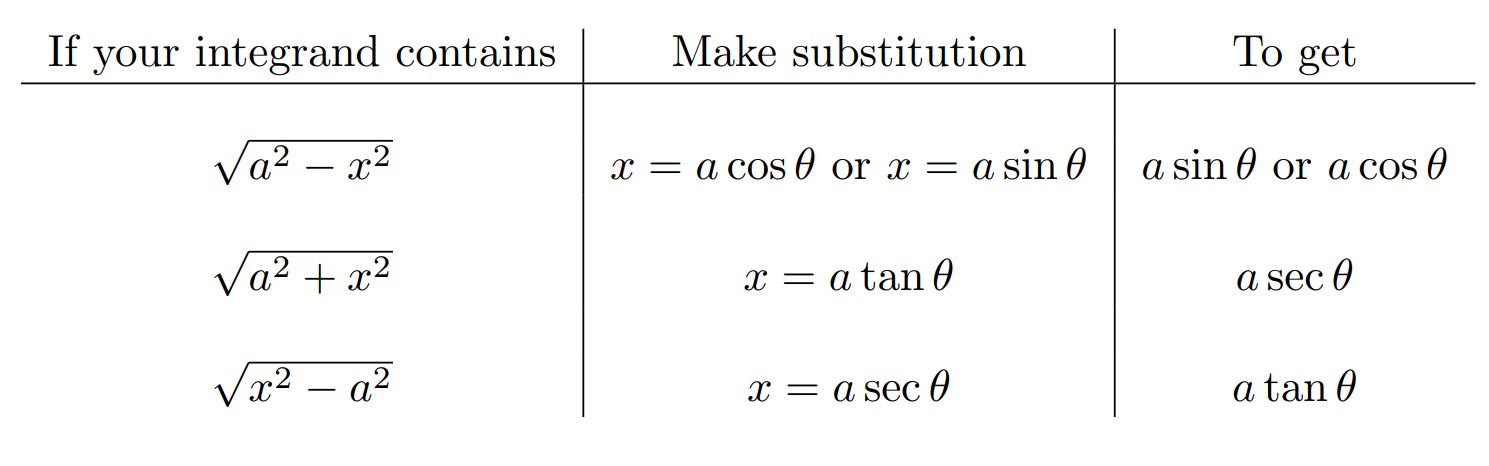 If your integrand contains Make substitution To get
√(a² − x²) x = a cos θ or x = a sin θ a sin θ or a cos θ
√(a² + x²) x = a tan θ a sec θ
√(x² − a²) x = a sec θ a tan θ